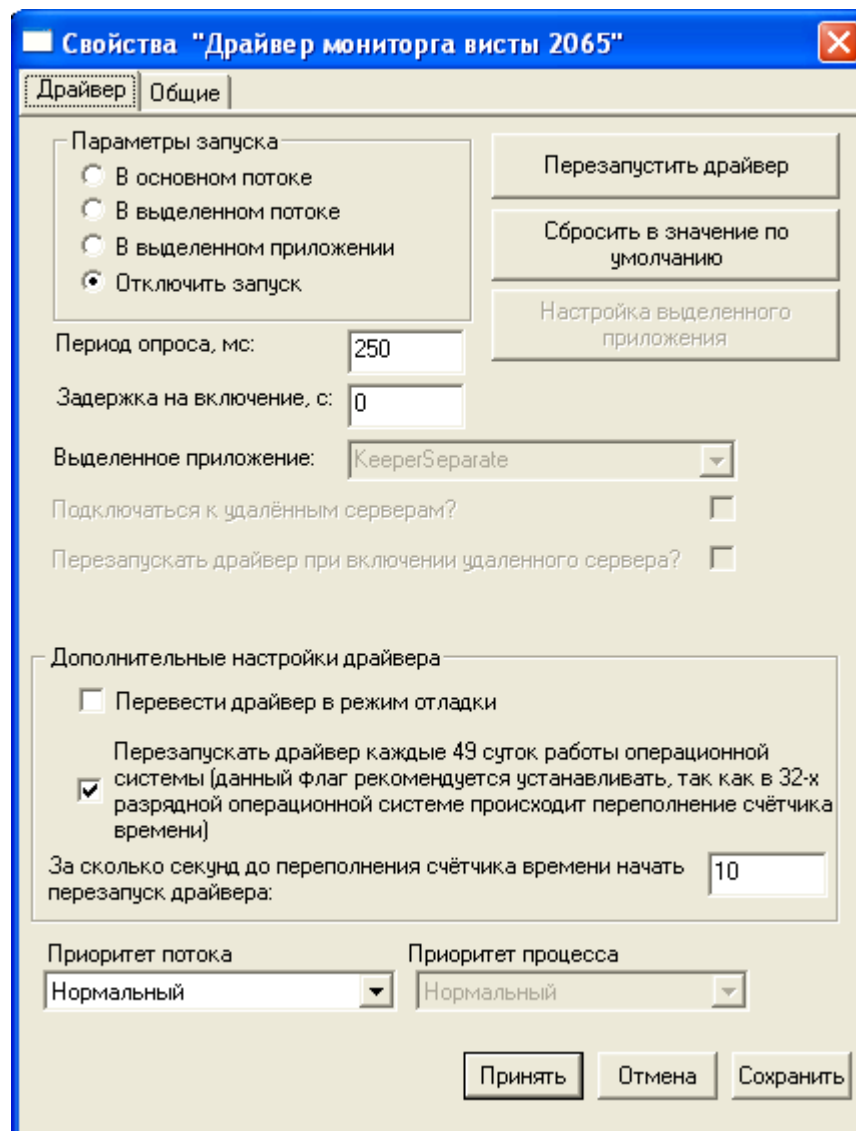 Свойства "Драйвер мониторга висты 2065"
Драйвер Общие
Параметры запуска
В основном потоке
В выделенном потоке
В выделенном приложении
Отключить запуск
Перезапустить драйвер
Сбросить в значение по
умолчанию
Настройка выделенного
приложения
Период опроса, мс: 250
Задержка на включение, с: 0
Выделенное приложение: KeeperSeparate
Подключаться к удалённым серверам?
Перезапускать драйвер при включении удаленного сервера?
Дополнительные настройки драйвера
Перевести драйвер в режим отладки
Перезапускать драйвер каждые 49 суток работы операционной
системы (данный флаг рекомендуется устанавливать, так как в 32-х
разрядной операционной системе происходит переполнение счётчика
времени)
За сколько секунд до переполнения счётчика времени начать
перезапуск драйвера: 10
Приоритет потока Приоритет процесса
Нормальный Нормальный
Принять Отмена Сохранить